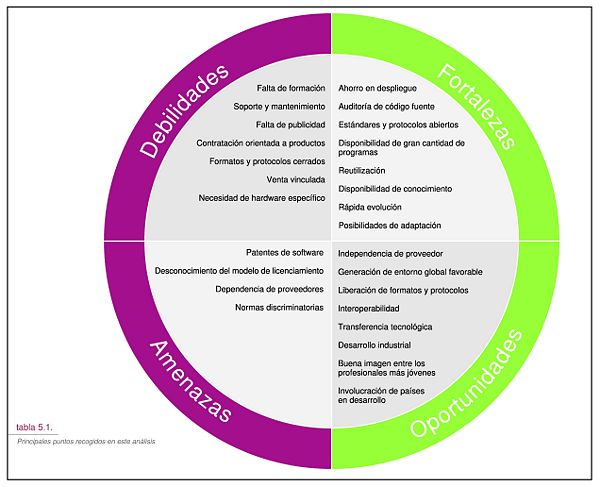 Debilidades
Falta de formación
Soporte y mantenimiento
Falta de publicidad
Contratación orientada a productos
Formatos y protocolos cerrados
Venta vinculada
Necesidad de hardware específico
Fortalezas
Ahorro en despliegue
Auditoría de código fuente
Estándares y protocolos abiertos
Disponibilidad de gran cantidad de
programas
Reutilización
Disponibilidad de conocimiento
Rápida evolución
Posibilidades de adaptación
Amenazas
Patentes de software
Desconocimiento del modelo de licenciamiento
Dependencia de proveedores
Normas discriminatorias
Oportunidades
Independencia de proveedor
Generación de entorno global favorable
Liberación de formatos y protocolos
Interoperabilidad
Transferencia tecnológica
Desarrollo industrial
Buena imagen entre los
profesionales más jóvenes
Involucración de países
en desarrollo
tabla 5.1.
Principales puntos recogidos en este análisis